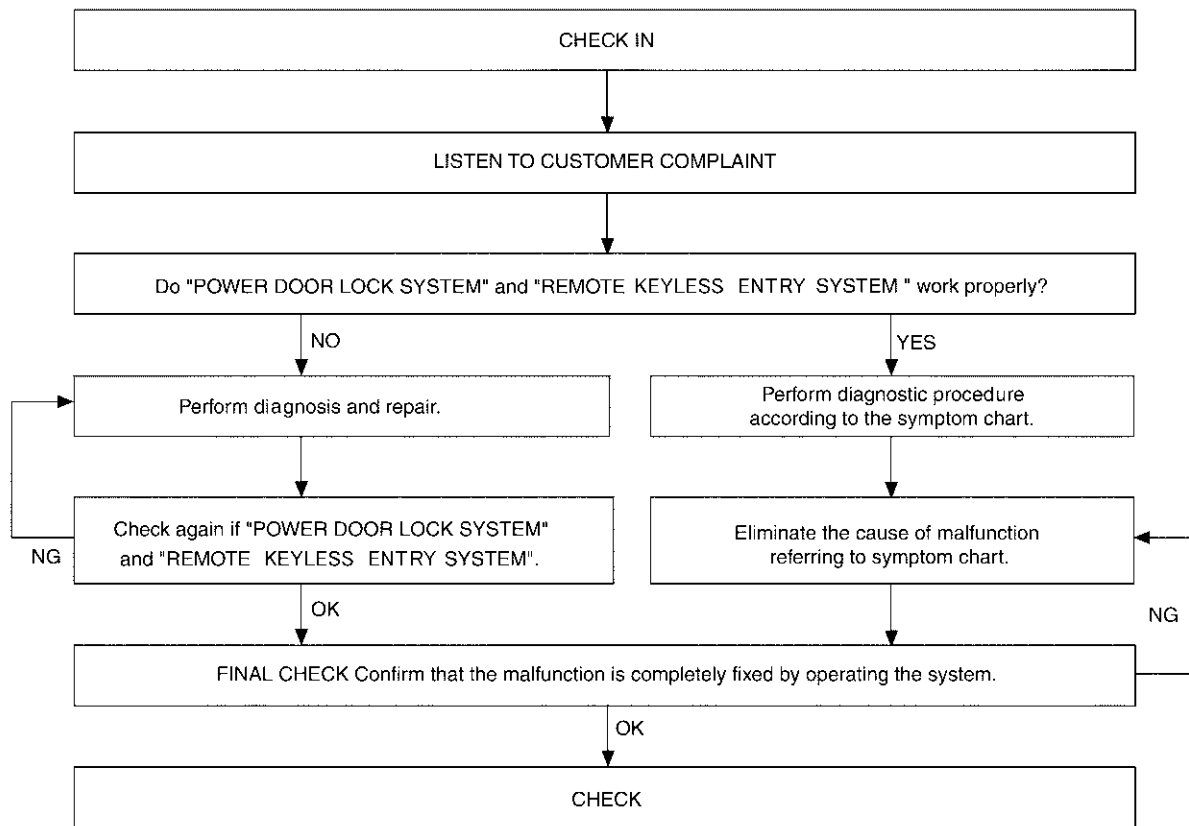 CHECK IN
LISTEN TO CUSTOMER COMPLAINT
Do "POWER DOOR LOCK SYSTEM" and "REMOTE KEYLESS ENTRY SYSTEM " work properly?
NO
YES
Perform diagnosis and repair.
Perform diagnostic procedure
according to the symptom chart.
Check again if "POWER DOOR LOCK SYSTEM"
and "REMOTE KEYLESS ENTRY SYSTEM".
NG
Eliminate the cause of malfunction
referring to symptom chart.
OK
NG
FINAL CHECK Confirm that the malfunction is completely fixed by operating the system.
OK
CHECK